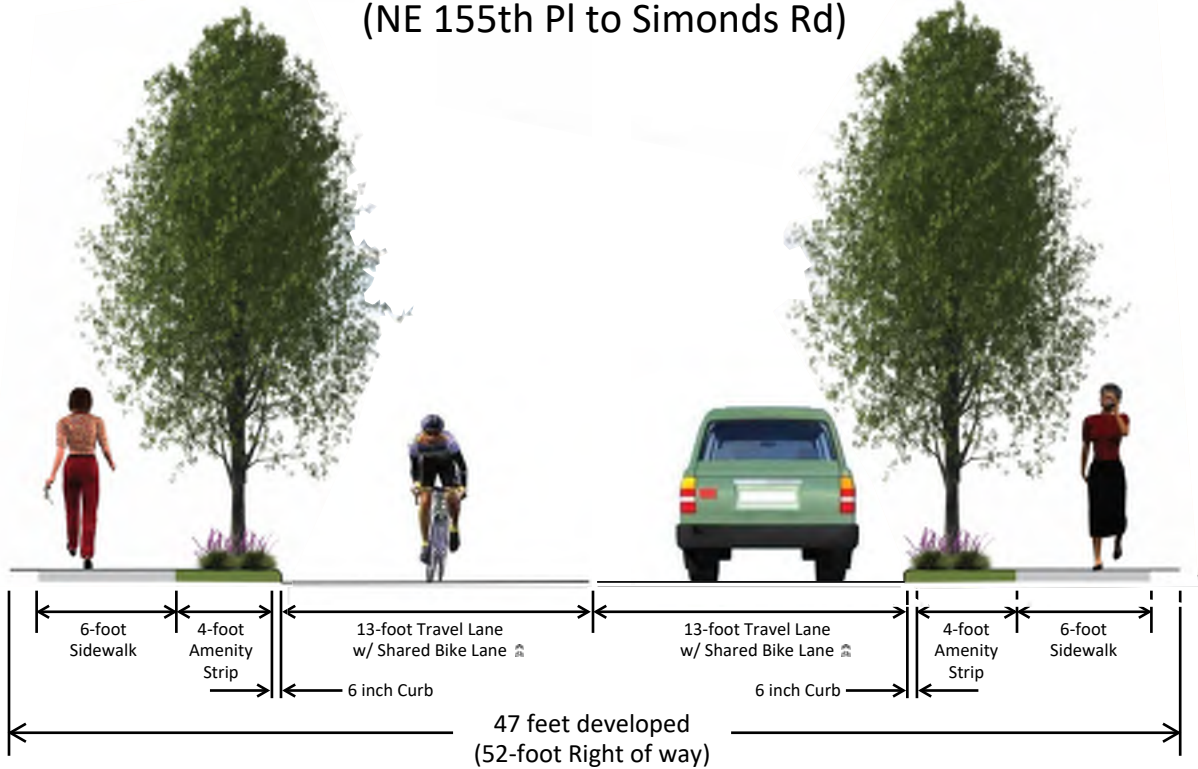 (NE 155th Pl to Simonds Rd)
6-foot
Sidewalk
4-foot
Amenity
Strip
13-foot Travel Lane
w/ Shared Bike Lane
13-foot Travel Lane
w/ Shared Bike Lane
4-foot
Amenity
Strip
6-foot
Sidewalk
6 inch Curb
6 inch Curb
47 feet developed
(52-foot Right of way)